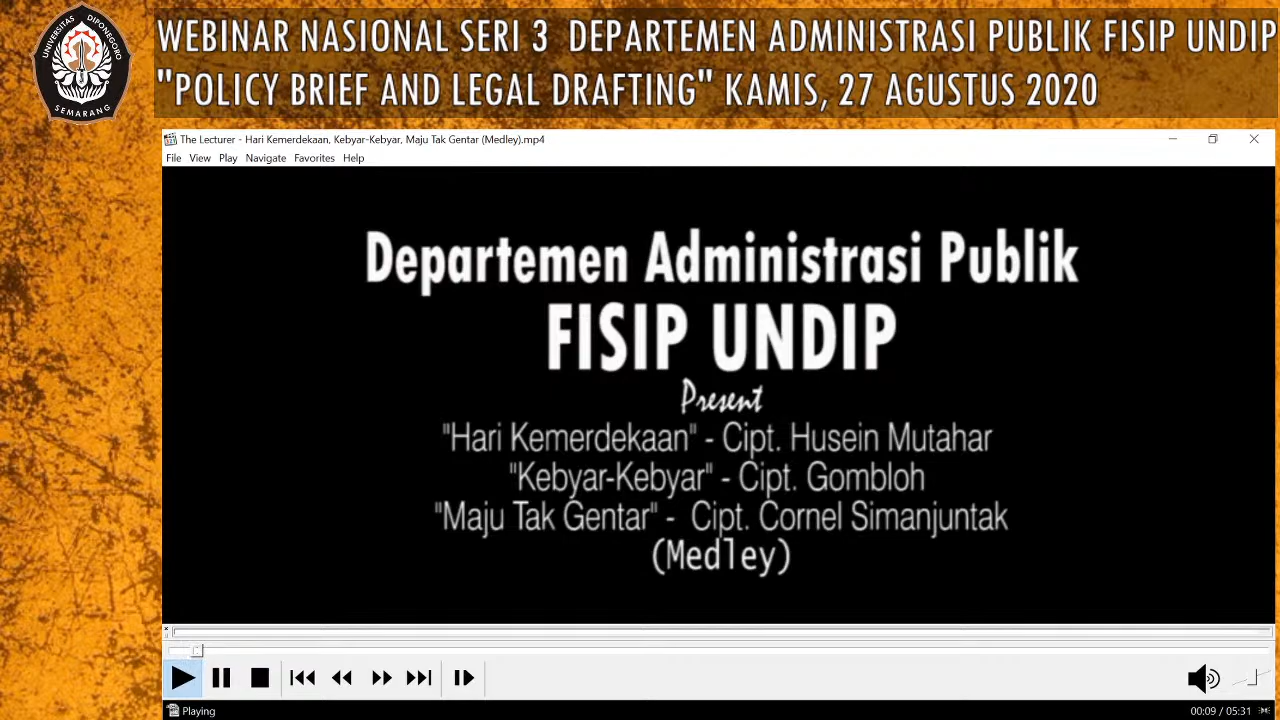 WEBINAR NASIONAL SERI 3 DEPARTEMEN ADMINISTRASI PUBLIK FISIP UNDIP
"POLICY BRIEF AND LEGAL DRAFTING" KAMIS, 27 AGUSTUS 2020
UNIVERSITAS DIPONEGORO
SEMARANG
The Lecturer - Hari Kemerdekaan, Kebyar-Kebyar, Maju Tak Gentar (Medley).mp4
File View Play Navigate Favorites Help
Departemen Administrasi Publik
FISIP UNDIP
Present
"Hari Kemerdekaan" - Cipt. Husein Mutahar
"Kebyar-Kebyar" - Cipt. Gombloh
"Maju Tak Gentar" - Cipt. Cornel Simanjuntak
(Medley)
Playing
00:09 / 05:31